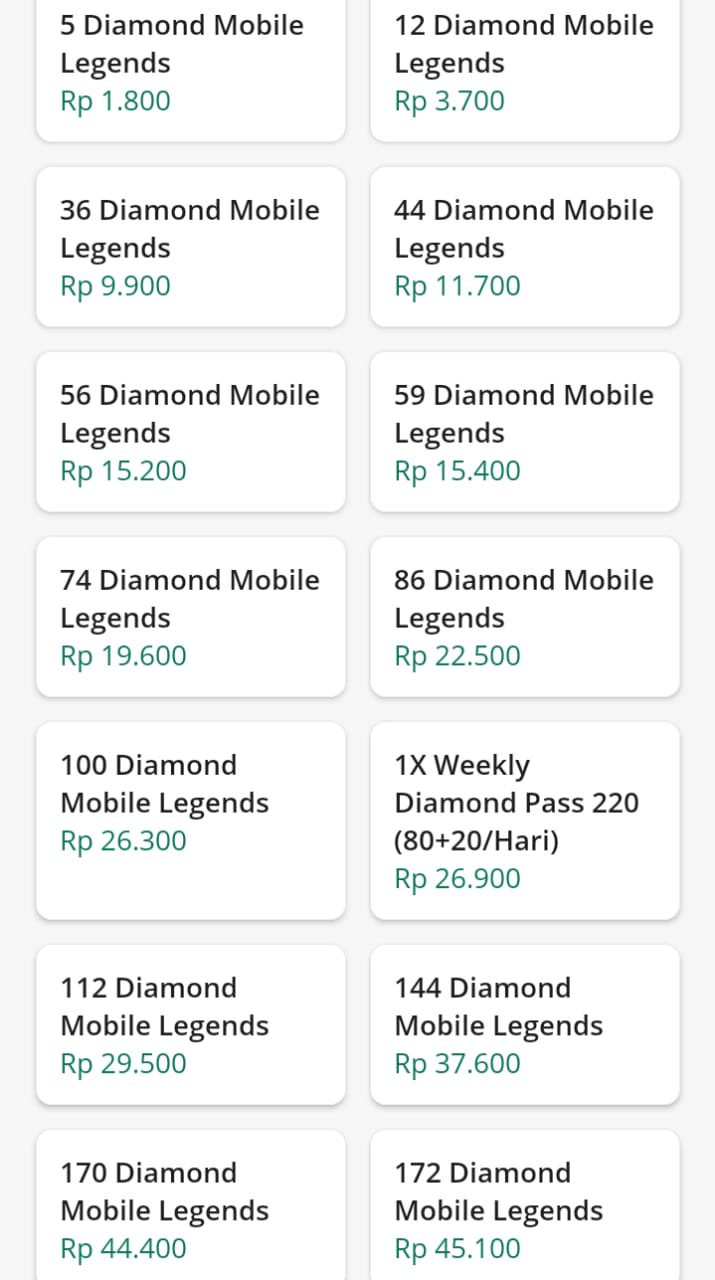 5 Diamond Mobile
Legends
Rp 1.800
12 Diamond Mobile
Legends
Rp 3.700
36 Diamond Mobile
Legends
Rp 9.900
44 Diamond Mobile
Legends
Rp 11.700
56 Diamond Mobile
Legends
Rp 15.200
59 Diamond Mobile
Legends
Rp 15.400
74 Diamond Mobile
Legends
Rp 19.600
86 Diamond Mobile
Legends
Rp 22.500
100 Diamond
Mobile Legends
Rp 26.300
1X Weekly
Diamond Pass 220
(80+20/Hari)
Rp 26.900
112 Diamond
Mobile Legends
Rp 29.500
144 Diamond
Mobile Legends
Rp 37.600
170 Diamond
Mobile Legends
Rp 44.400
172 Diamond
Mobile Legends
Rp 45.100